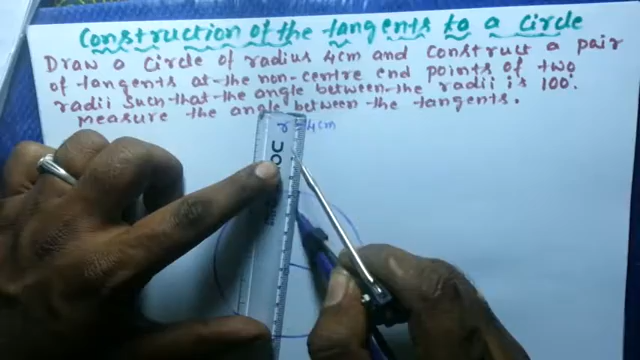 Construction of the tangents to a circle
Draw a circle of radius 4cm and construct a pair
of tangents at the non-centre end points of two
radii such that the angle between the radii is 100°.
measure the angle between the tangents.
r = 4cm